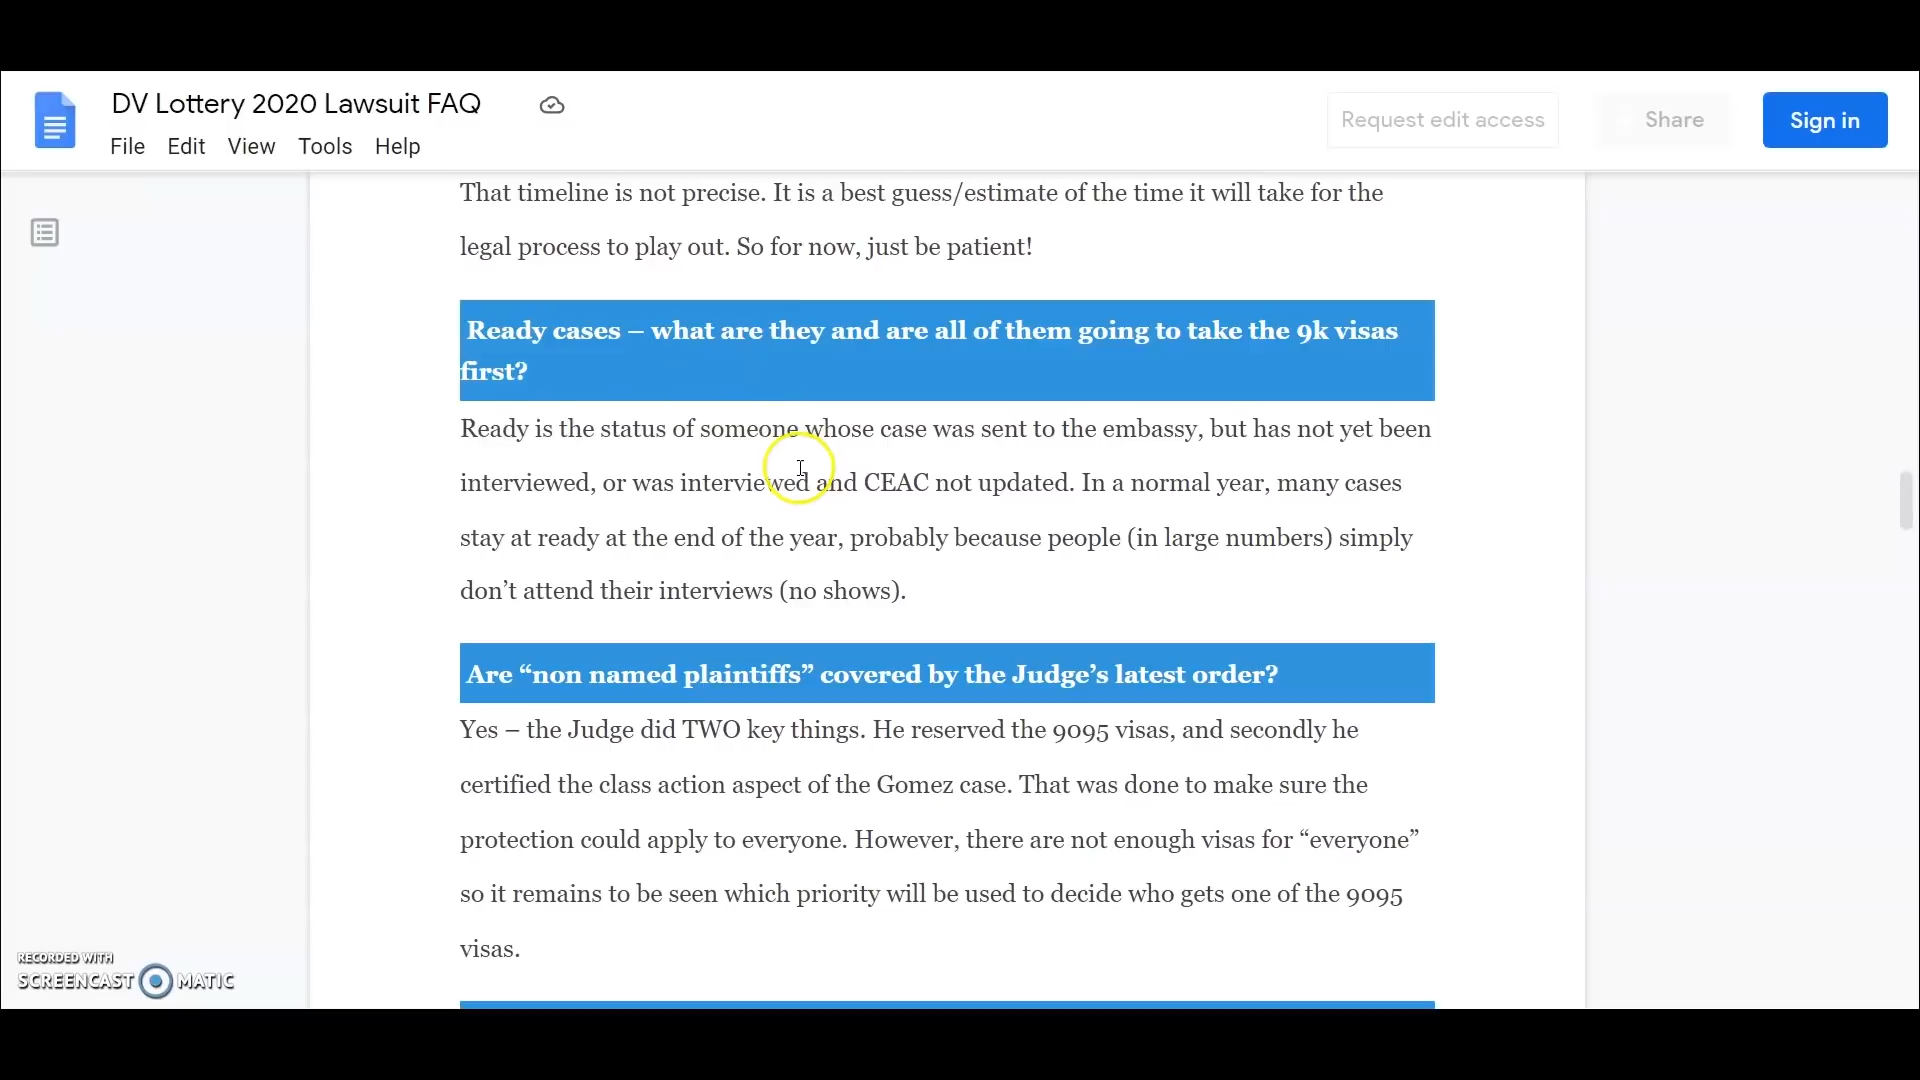 DV Lottery 2020 Lawsuit FAQ
File Edit View Tools Help
Request edit access
Share
Sign in
That timeline is not precise. It is a best guess/estimate of the time it will take for the
legal process to play out. So for now, just be patient!
Ready cases – what are they and are all of them going to take the 9k visas
first?
Ready is the status of someone whose case was sent to the embassy, but has not yet been
interviewed, or was interviewed and CEAC not updated. In a normal year, many cases
stay at ready at the end of the year, probably because people (in large numbers) simply
don’t attend their interviews (no shows).
Are “non named plaintiffs” covered by the Judge’s latest order?
Yes – the Judge did TWO key things. He reserved the 9095 visas, and secondly he
certified the class action aspect of the Gomez case. That was done to make sure the
protection could apply to everyone. However, there are not enough visas for “everyone”
so it remains to be seen which priority will be used to decide who gets one of the 9095
visas.
RECORDED WITH
SCREENCAST MATIC